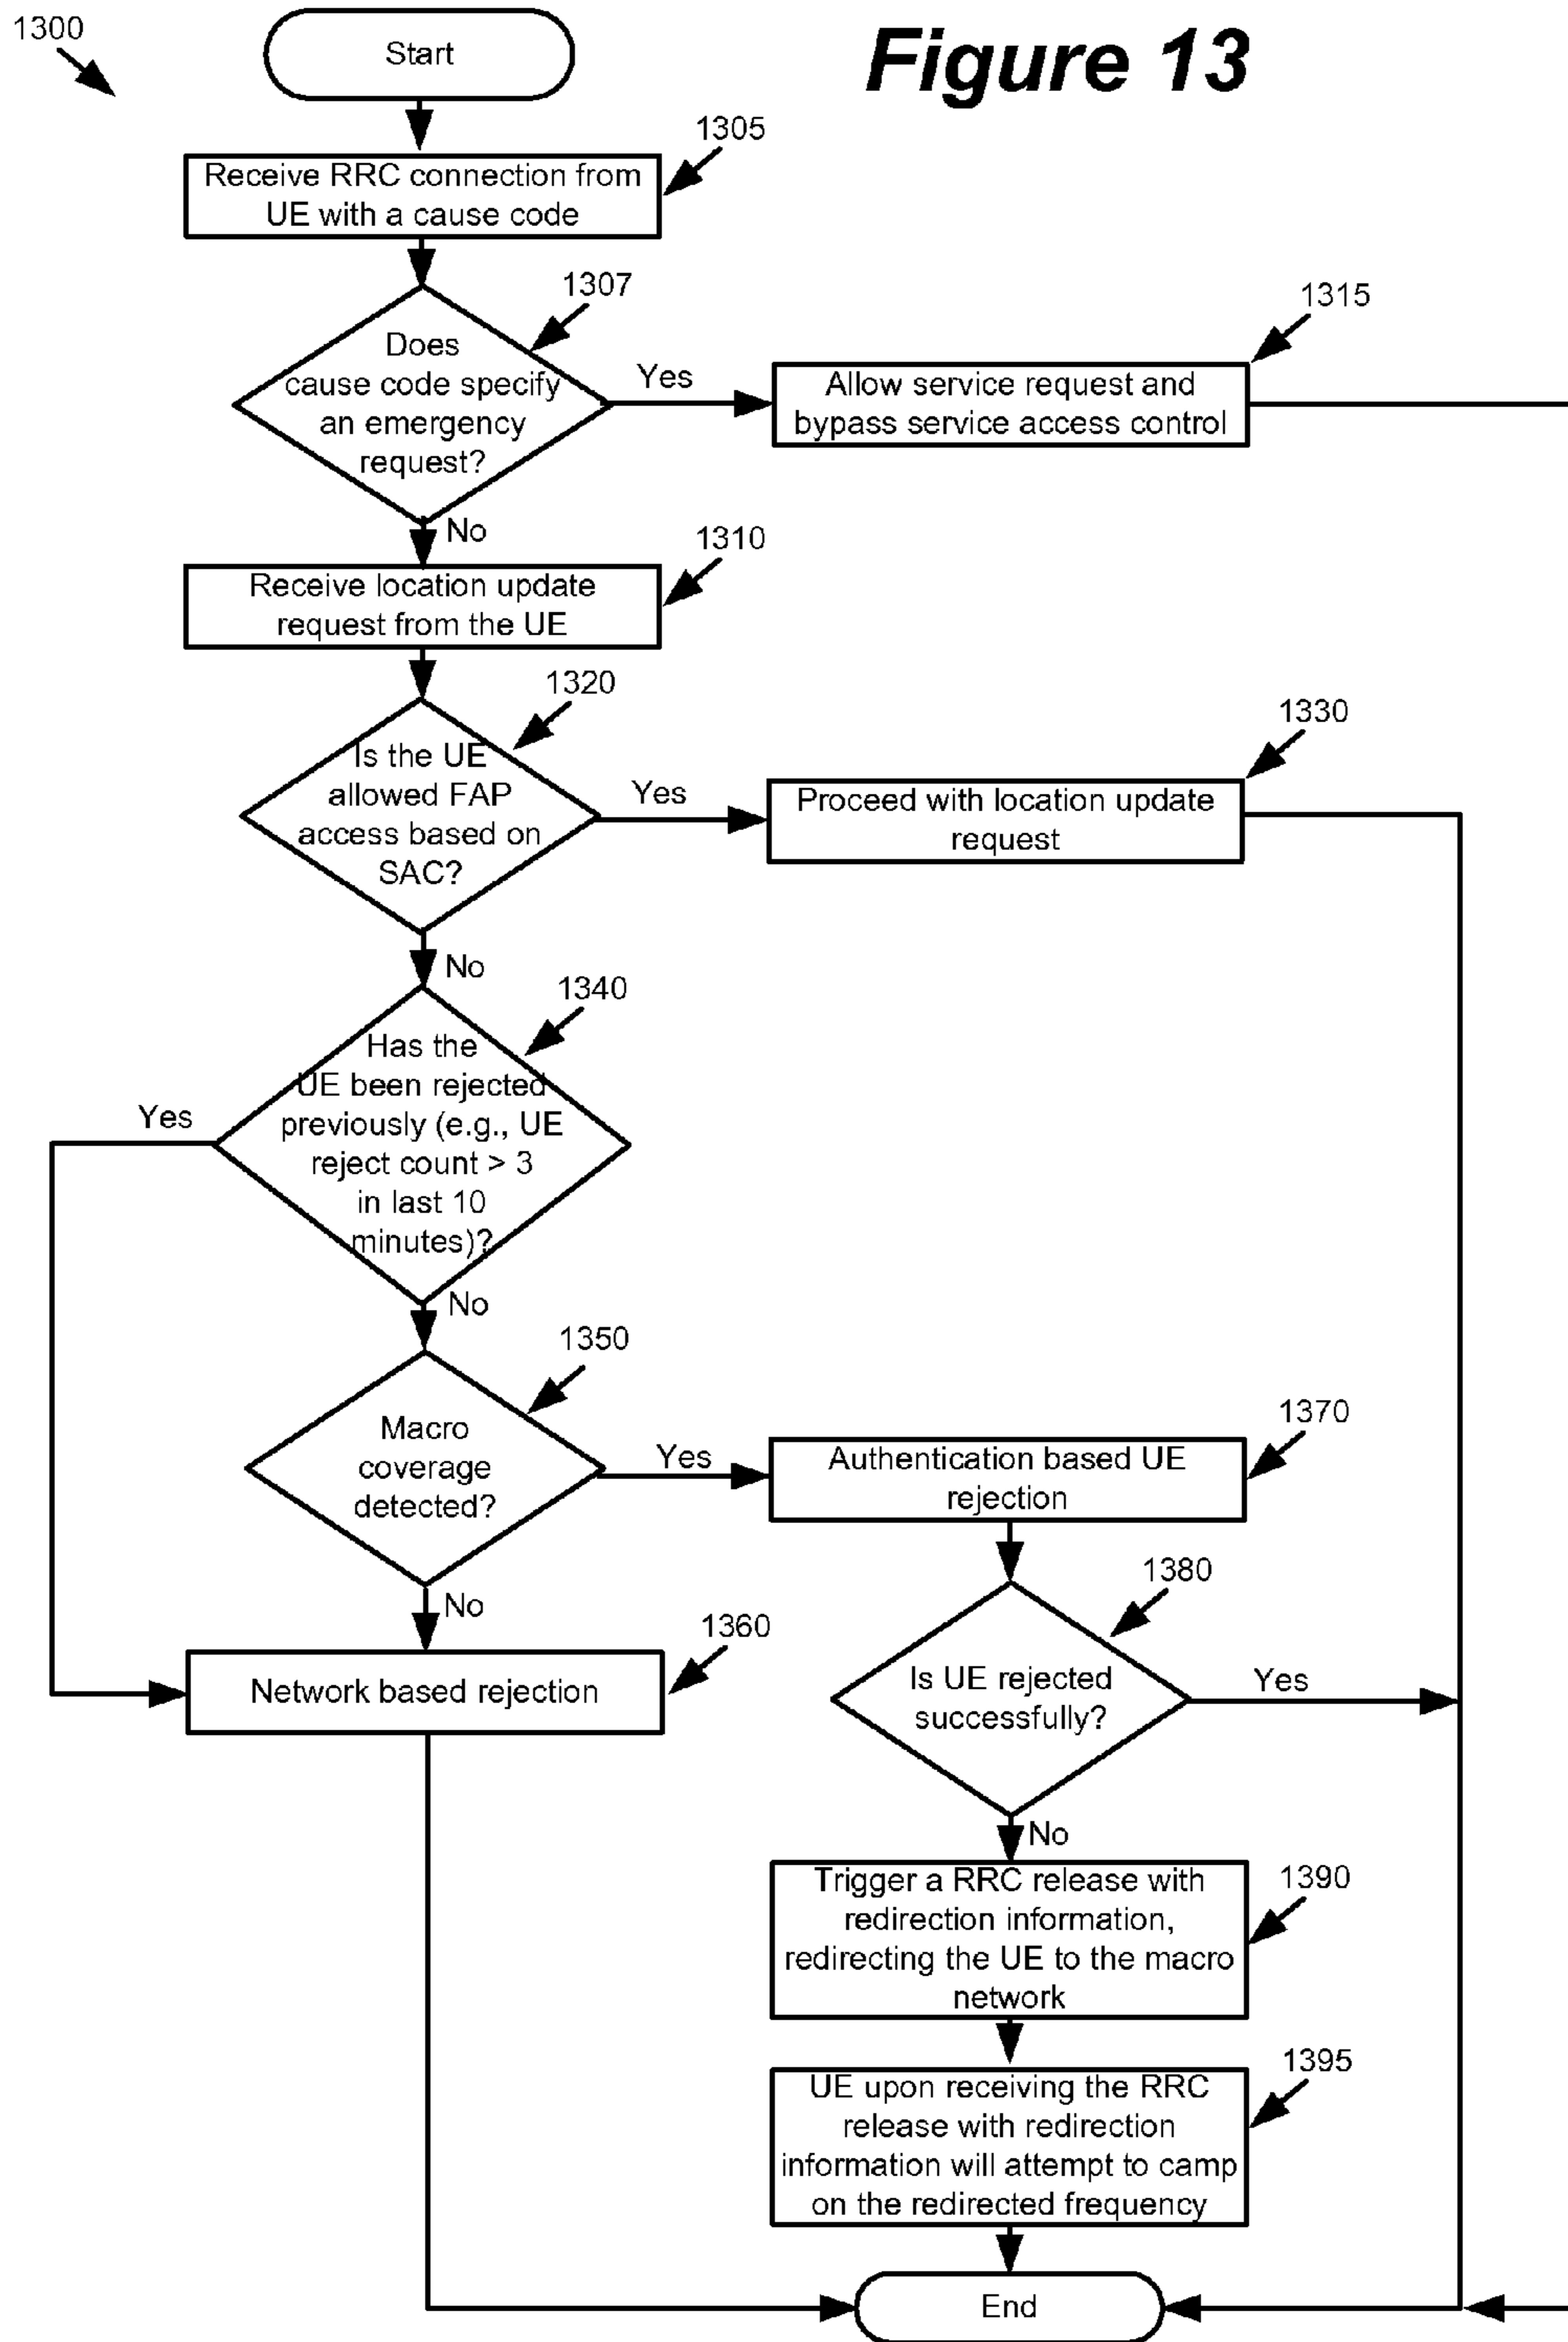 1300
Start
Figure 13
1305
Receive RRC connection from
UE with a cause code
1307
Does
cause code specify
an emergency
request?
Yes
1315
Allow service request and
bypass service access control
No
1310
Receive location update
request from the UE
1320
Is the UE
allowed FAP
access based on
SAC?
Yes
1330
Proceed with location update
request
No
1340
Has the
UE been rejected
previously (e.g., UE
reject count > 3
in last 10
minutes)?
Yes
No
1350
Macro
coverage
detected?
Yes
1370
Authentication based UE
rejection
No
1360
Network based rejection
1380
Is UE rejected
successfully?
Yes
No
1390
Trigger a RRC release with
redirection information,
redirecting the UE to the macro
network
1395
UE upon receiving the RRC
release with redirection
information will attempt to camp
on the redirected frequency
End